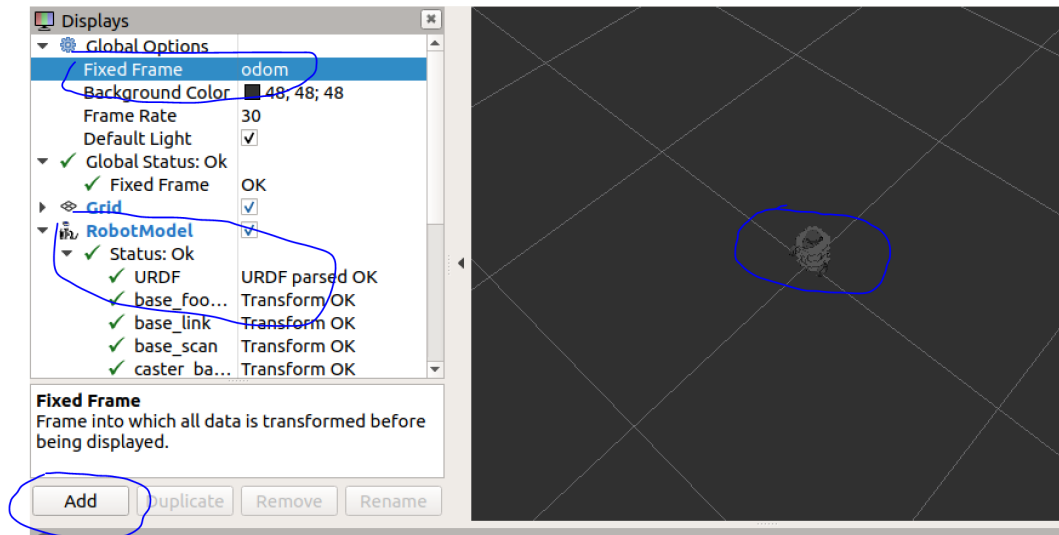 Displays
Global Options
Fixed Frame odom
Background Color 48; 48; 48
Frame Rate 30
Default Light
Global Status: Ok
Fixed Frame OK
Grid
RobotModel
Status: Ok
URDF URDF parsed OK
base_foo... Transform OK
base_link Transform OK
base_scan Transform OK
caster_ba... Transform OK
Fixed Frame
Frame into which all data is transformed before
being displayed.
Add Duplicate Remove Rename